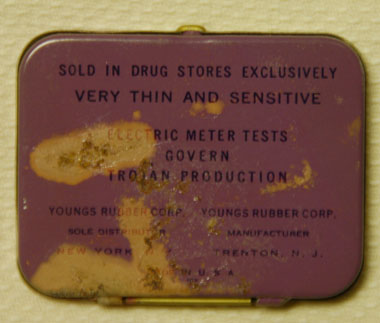 SOLD IN DRUG STORES EXCLUSIVELY
VERY THIN AND SENSITIVE
ELECTRIC METER TESTS
GOVERN
TROJAN PRODUCTION
YOUNGS RUBBER CORP. YOUNGS RUBBER CORP.
SOLE DISTRIBUTOR MANUFACTURER
NEW YORK TRENTON, N. J.
U.S.A